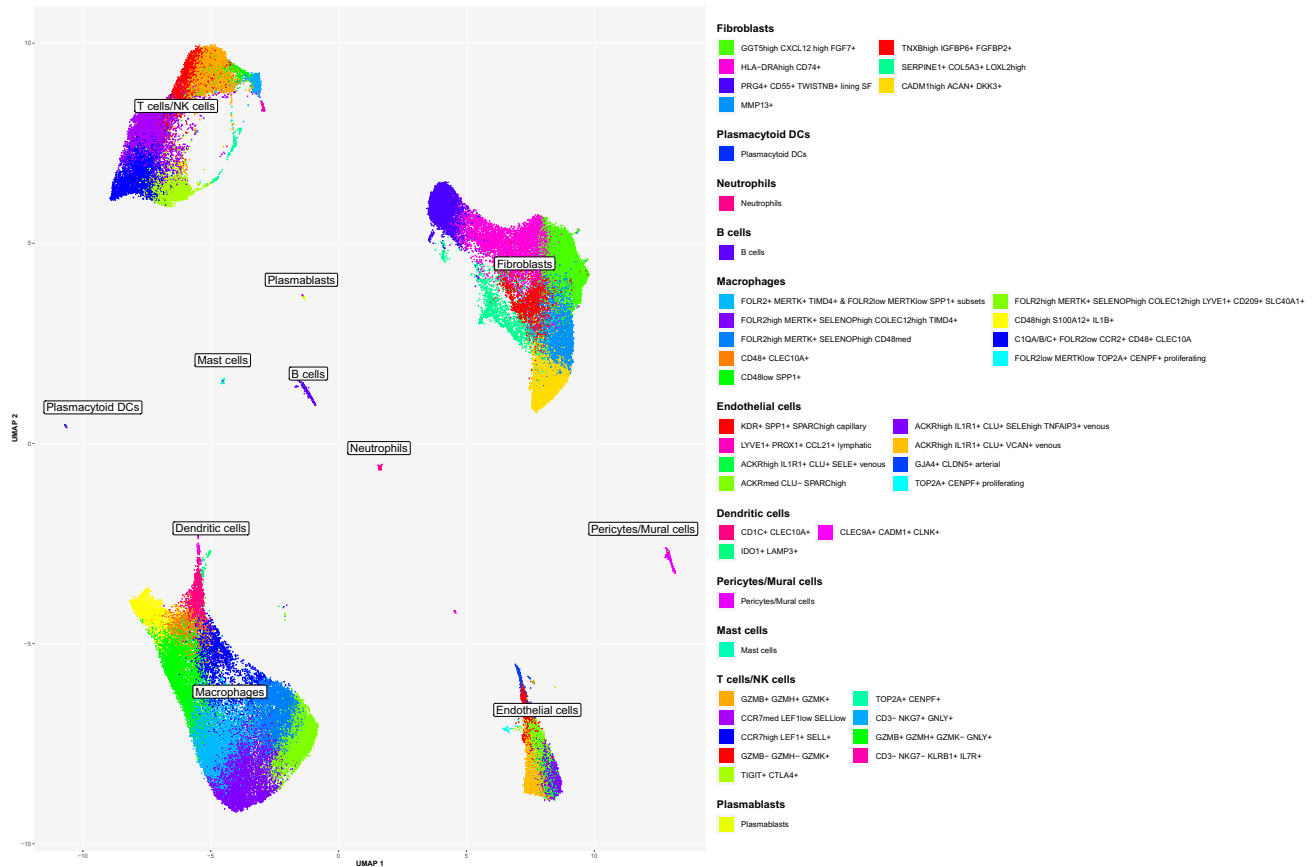 Fibroblasts
GGT5high CXCL12 high FGF7+
TNXBhigh IGFBP6+ FGFBP2+
HLA−DRAhigh CD74+
SERPINE1+ COL5A3+ LOXL2high
PRG4+ CD55+ TWISTNB+ lining SF
CADM1high ACAN+ DKK3+
MMP13+
Plasmacytoid DCs
Plasmacytoid DCs
Neutrophils
Neutrophils
B cells
B cells
Macrophages
FOLR2+ MERTK+ TIMD4+ & FOLR2low MERTKlow SPP1+ subsets
FOLR2high MERTK+ SELENOPhigh COLEC12high LYVE1+ CD209+ SLC40A1+
FOLR2high MERTK+ SELENOPhigh COLEC12high TIMD4+
CD48high S100A12+ IL1B+
FOLR2high MERTK+ SELENOPhigh CD48med
C1QA/B/C+ FOLR2low CCR2+ CD48+ CLEC10A
CD48+ CLEC10A+
FOLR2low MERTKlow TOP2A+ CENPF+ proliferating
CD48low SPP1+
Endothelial cells
KDR+ SPP1+ SPARChigh capillary
ACKRhigh IL1R1+ CLU+ SELEhigh TNFAIP3+ venous
LYVE1+ PROX1+ CCL21+ lymphatic
ACKRhigh IL1R1+ CLU+ VCAN+ venous
ACKRhigh IL1R1+ CLU+ SELE+ venous
GJA4+ CLDN5+ arterial
ACKRmed CLU− SPARChigh
TOP2A+ CENPF+ proliferating
Dendritic cells
CD1C+ CLEC10A+
CLEC9A+ CADM1+ CLNK+
IDO1+ LAMP3+
Pericytes/Mural cells
Pericytes/Mural cells
Mast cells
Mast cells
T cells/NK cells
GZMB+ GZMH+ GZMK+
TOP2A+ CENPF+
CCR7med LEF1low SELLlow
CD3− NKG7+ GNLY+
CCR7high LEF1+ SELL+
GZMB+ GZMH+ GZMK− GNLY+
GZMB− GZMH− GZMK+
CD3− NKG7− KLRB1+ IL7R+
TIGIT+ CTLA4+
Plasmablasts
Plasmablasts
T cells/NK cells
Fibroblasts
Plasmablasts
Mast cells
B cells
Plasmacytoid DCs
Neutrophils
Dendritic cells
Pericytes/Mural cells
Macrophages
Endothelial cells
10
5
0
−5
−10
UMAP 2
−10
−5
0
5
10
UMAP 1